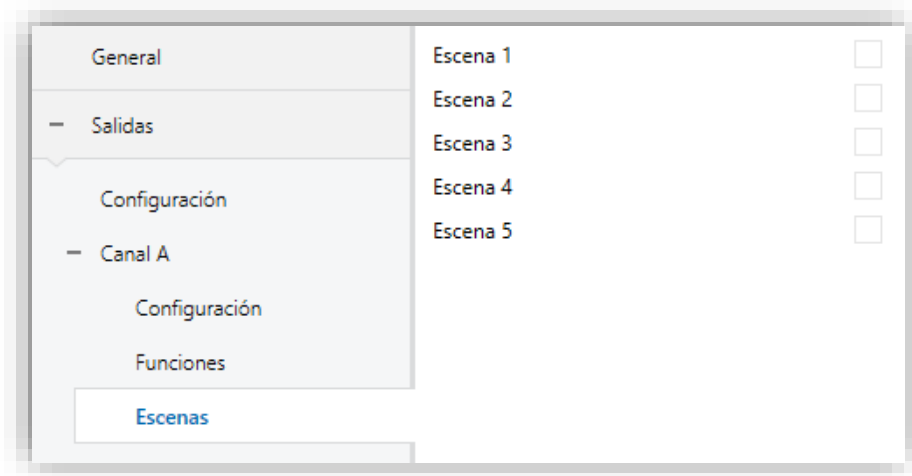 General
Salidas
Configuración
Canal A
Configuración
Funciones
Escenas
Escena 1
Escena 2
Escena 3
Escena 4
Escena 5